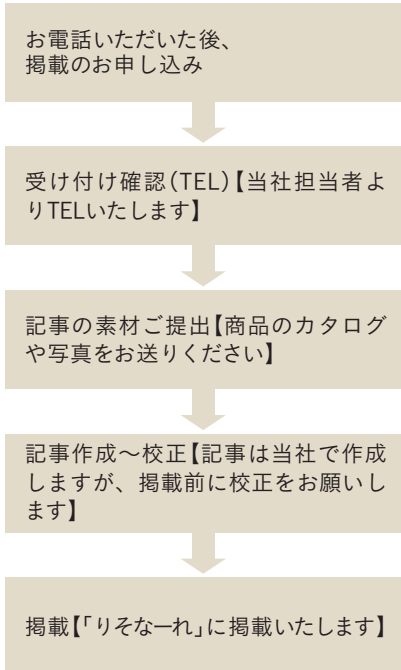 お電話いただいた後、
掲載のお申し込み
受け付け確認(TEL)【当社担当者よ
りTELいたします】
記事の素材ご提出【商品のカタログ
や写真をお送りください】
記事作成～校正【記事は当社で作成
しますが、掲載前に校正をお願いし
ます】
掲載【「りそなーれ」に掲載いたします】